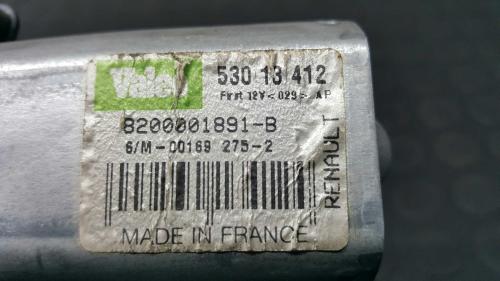 Valeo
530 13 412
First 12V <029> AP
8200001891-B
6/M-00169 275-2
RENAULT
MADE IN FRANCE